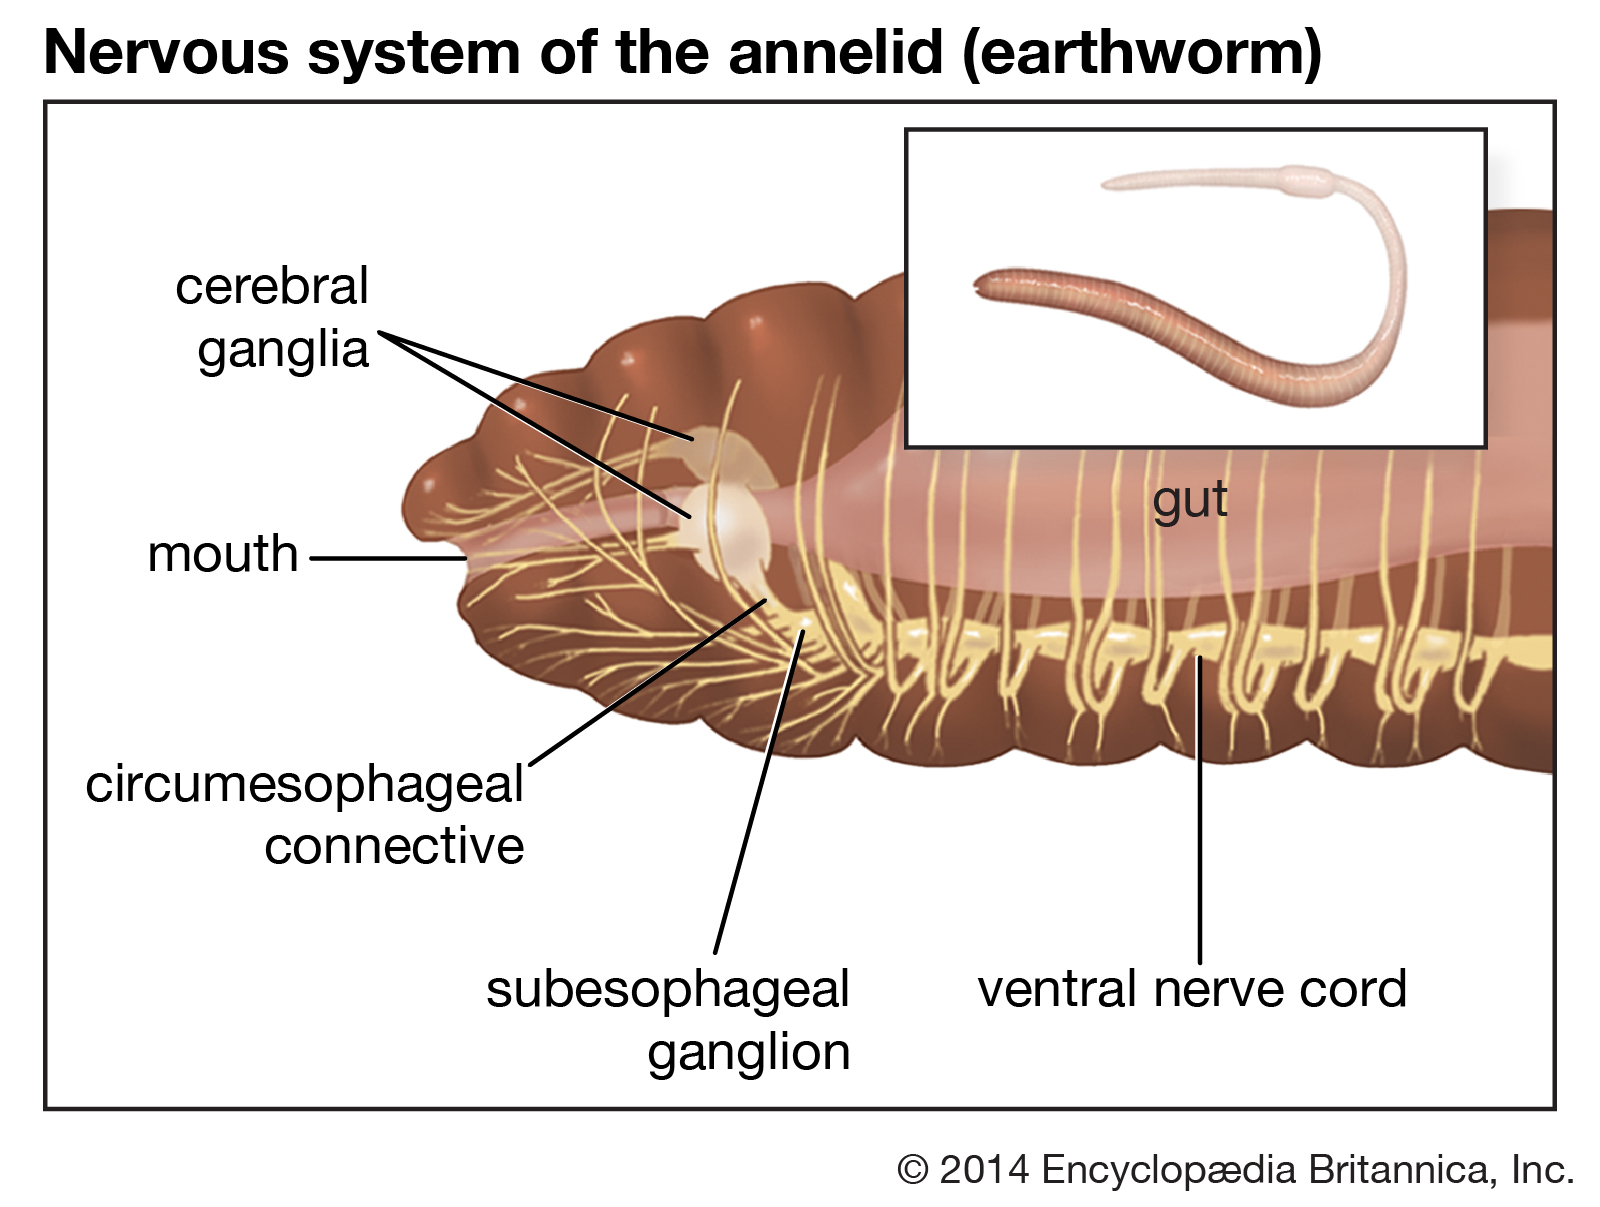 Nervous system of the annelid (earthworm)
cerebral
ganglia
gut
mouth
circumesophageal
connective
subesophageal
ganglion
ventral nerve cord
© 2014 Encyclopædia Britannica, Inc.